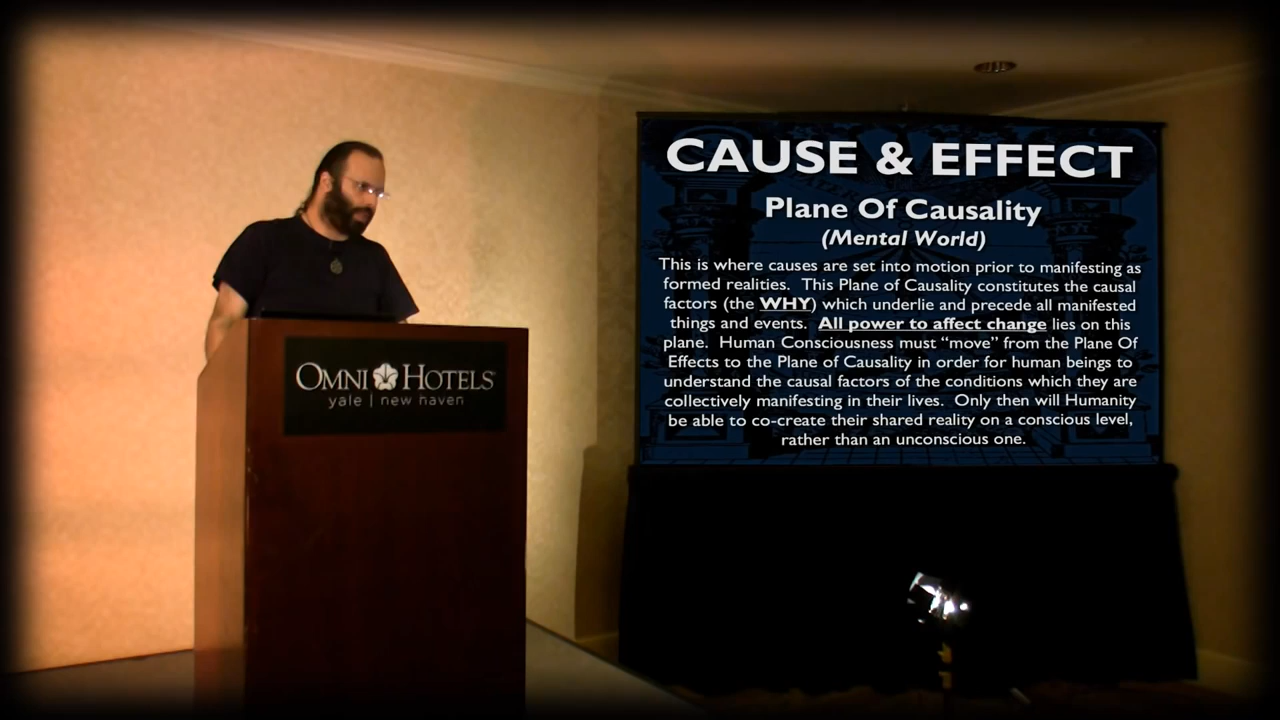 OMNI HOTELS
yale | new haven
CAUSE & EFFECT
Plane Of Causality
(Mental World)
This is where causes are set into motion prior to manifesting as
formed realities. This Plane of Causality constitutes the causal
factors (the WHY) which underlie and precede all manifested
things and events. All power to affect change lies on this
plane. Human Consciousness must “move” from the Plane Of
Effects to the Plane of Causality in order for human beings to
understand the causal factors of the conditions which they are
collectively manifesting in their lives. Only then will Humanity
be able to co-create their shared reality on a conscious level,
rather than an unconscious one.